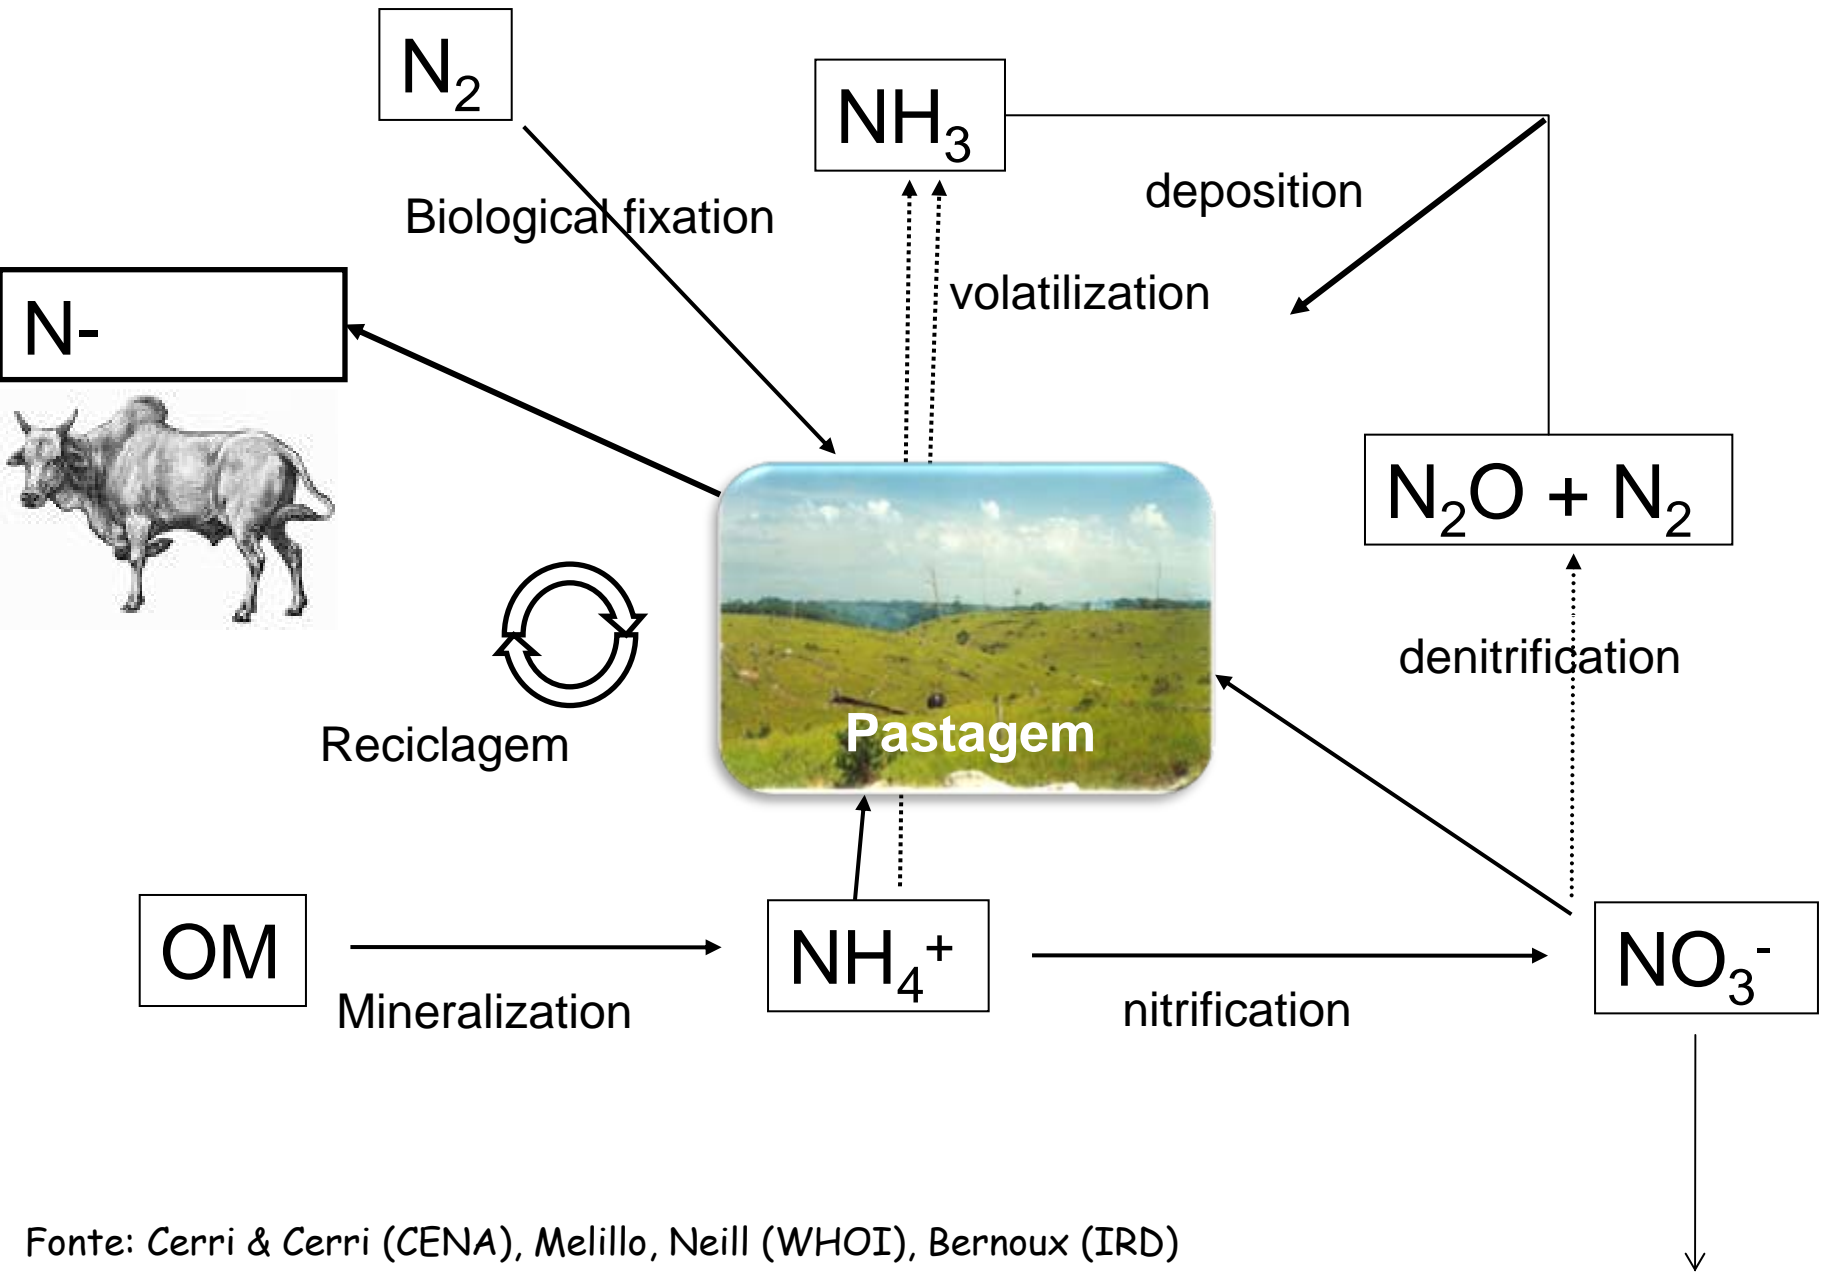 N₂
NH₃
deposition
Biological fixation
volatilization
N-
N₂O + N₂
denitrification
Pastagem
Reciclagem
OM
NH₄⁺
NO₃⁻
Mineralization
nitrification
Fonte: Cerri & Cerri (CENA), Melillo, Neill (WHOI), Bernoux (IRD)